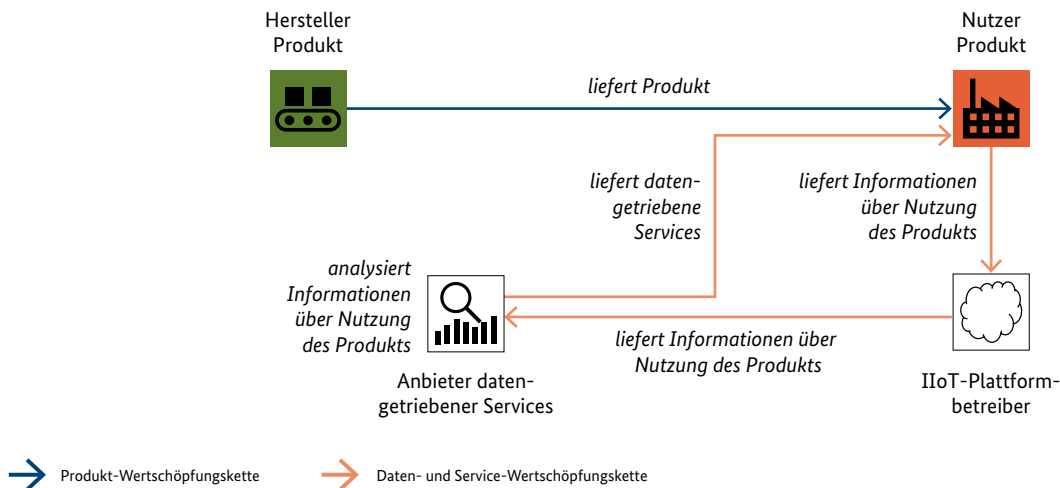 Hersteller
Produkt
Nutzer
Produkt
liefert Produkt
liefert daten-
getriebene
Services
liefert Informationen
über Nutzung
des Produkts
analysiert
Informationen
über Nutzung
des Produkts
liefert Informationen über
Nutzung des Produkts
Anbieter daten-
getriebener Services
IIoT-Plattform-
betreiber
Produkt-Wertschöpfungskette
Daten- und Service-Wertschöpfungskette